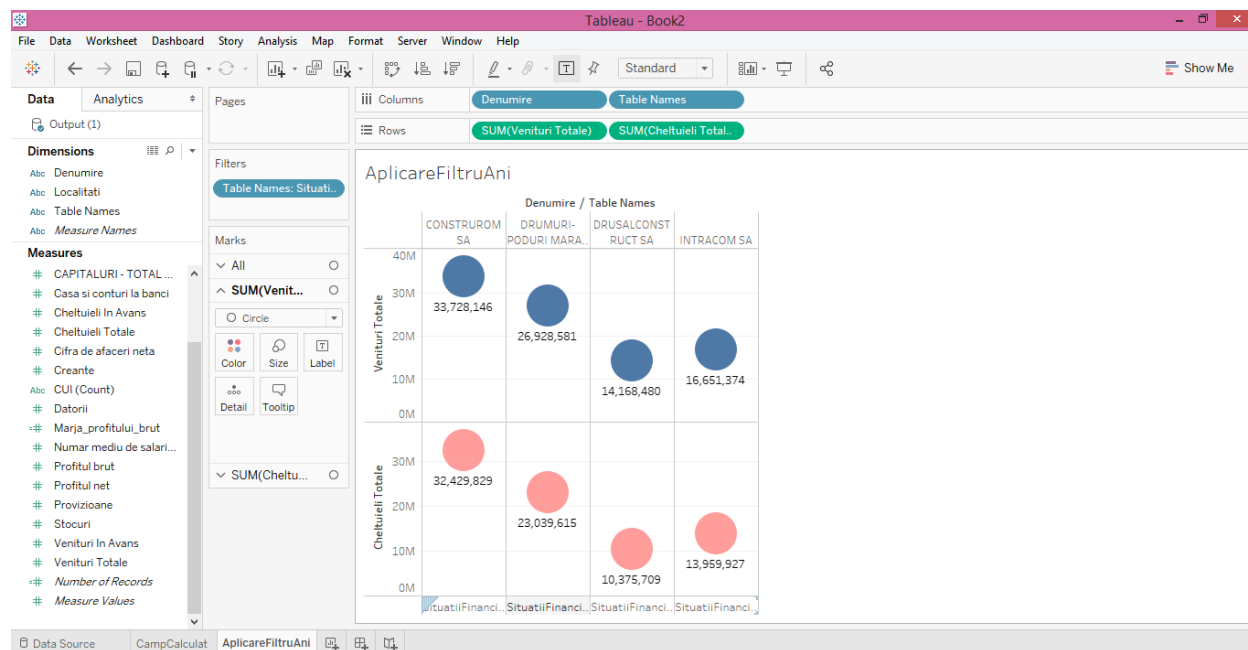 Tableau - Book2
File Data Worksheet Dashboard Story Analysis Map Format Server Window Help
Standard
Show Me
Data Analytics
Output (1)
Dimensions
Abc Denumire
Abc Localitati
Abc Table Names
Abc Measure Names
Measures
# CAPITALURI - TOTAL ...
# Casa si conturi la banci
# Cheltuieli In Avans
# Cheltuieli Totale
# Cifra de afaceri neta
# Creante
Abc CUI (Count)
# Datorii
=# Marja_profitului_brut
# Numar mediu de salari...
# Profitul brut
# Profitul net
# Provizioane
# Stocuri
# Venituri In Avans
# Venituri Totale
=# Number of Records
# Measure Values
Pages
Filters
Table Names: Situati..
Marks
All
SUM(Venit...
Circle
Color Size Label
Detail Tooltip
SUM(Cheltu...
Columns Denumire Table Names
Rows SUM(Venituri Totale) SUM(Cheltuieli Total..
AplicareFiltruAni
Denumire / Table Names
CONSTRUROM DRUMURI- DRUSALCONST
SA PODURI MARA.. RUCT SA INTRACOM SA
Venituri Totale
40M
30M
20M
10M
0M
33,728,146
26,928,581
14,168,480
16,651,374
Cheltuieli Totale
30M
20M
10M
0M
32,429,829
23,039,615
10,375,709
13,959,927
SituatiiFinanci.. SituatiiFinanci.. SituatiiFinanci.. SituatiiFinanci..
Data Source CampCalculat AplicareFiltruAni